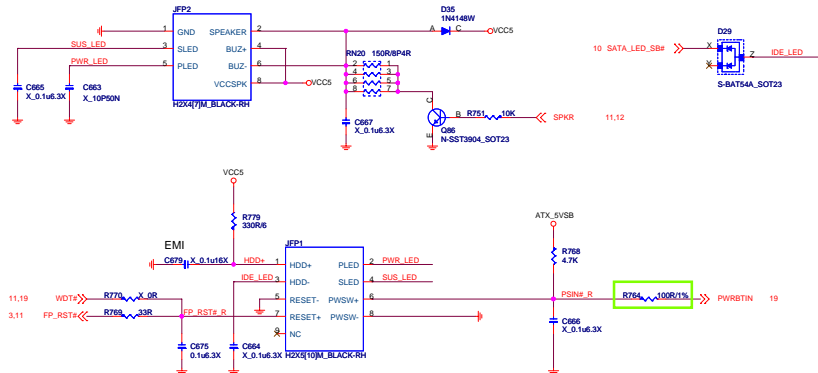 JFP2
1 GND SPEAKER 2
3 SLED BUZ+ 4
5 PLED BUZ- 6
VCCSPK 8
H2X4[7]M_BLACK-RH
SUS_LED
PWR_LED
C665
X_0.1u6.3X
C663
X_10P50N
VCC5
D35
1N4148W
A C
VCC5
RN20 150R/8P4R
2 1
4 3
6 5
8 7
C667
X_0.1u6.3X
C
B
E
Q86
N-SST3904_SOT23
R751 10K
SPKR 11,12
D29
10 SATA_LED_SB#
X
Y
Z
IDE_LED
S-BAT54A_SOT23
VCC5
R779
330R/6
EMI
C679 X_0.1u16X
HDD+
IDE_LED
JFP1
1 HDD+ PLED 2
3 HDD- SLED 4
5 RESET- PWSW+ 6
7 RESET+ PWSW- 8
9 NC
H2X5[10]M_BLACK-RH
PWR_LED
SUS_LED
11,19 WDT#
R770 X_0R
3,11 FP_RST#
R769 33R
FP_RST#_R
C675
0.1u6.3X
C664
X_0.1u6.3X
ATX_5VSB
R768
4.7K
PSIN#_R
R764 100R/1%
PWRBTIN 19
C666
X_0.1u6.3X